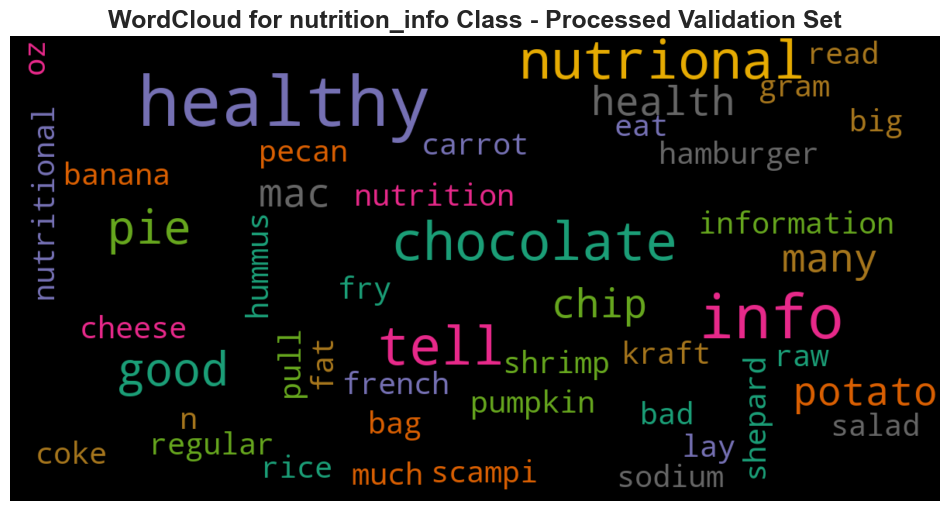 WordCloud for nutrition_info Class - Processed Validation Set
oz
nutrional
read
healthy
health
gram
eat
big
nutritional
pecan
carrot
hamburger
banana
mac
nutrition
pie
hummus
chocolate
information
many
fry
chip
info
cheese
tell
good
pull
fat
shrimp
kraft
raw
french
pumpkin
potato
shepard
n
bag
bad
salad
coke
regular
rice
much
scampi
lay
sodium